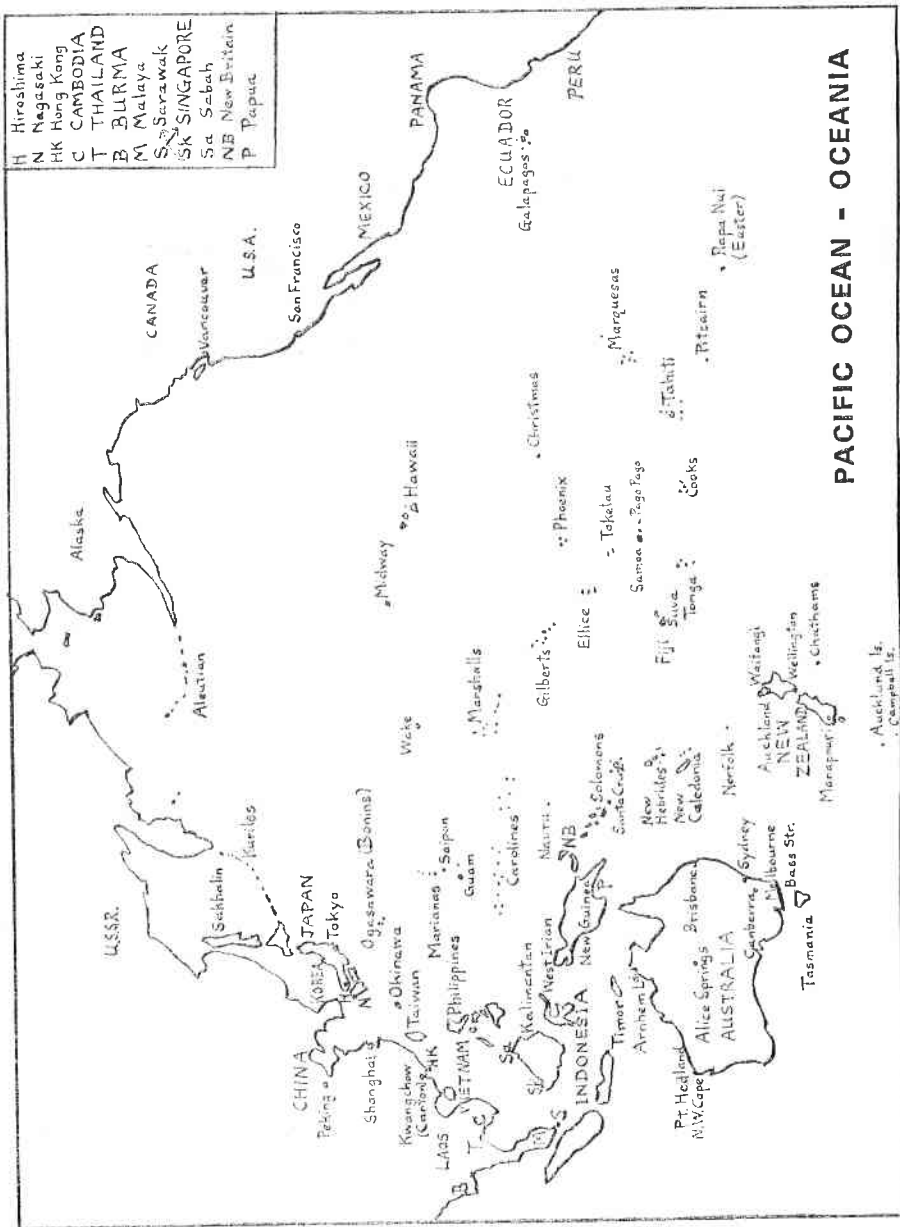 H Hiroshima
N Nagasaki
HK Hong Kong
C CAMBODIA
T THAILAND
B BURMA
M Malaya
S Sarawak
Sk SINGAPORE
Sa Sabah
NB New Britain
P Papua
U.S.S.R.
Alaska
Aleutian
CANADA
Vancouver
U.S.A.
San Francisco
MEXICO
PANAMA
ECUADOR
Galapagos
PERU
Sakhalin
Kuriles
CHINA
Peking
KOREA
JAPAN
Tokyo
H
N
Shanghai
Ogasawara (Bonins)
Okinawa
Taiwan
Kwangchow
(Canton)
HK
LAOS
VIETNAM
B
T
C
M
S
Philippines
Marianas
Saipan
Guam
Wake
Midway
Hawaii
Marshalls
Carolines
Christmas
Sa
Sk
Kalimantan
INDONESIA
West Irian
New Guinea
P
NB
Nauru
Gilberts
Phoenix
Ellice
Toketau
Marquesas
Solomons
Santa Cruz
Samoa
Pago Pago
Timor
Arnhem Ld
New
Hebrides
New
Caledonia
Fiji
Suva
Tonga
Cooks
Tahiti
Pitcairn
Rapa Nui
(Easter)
Pt. Hedland
N.W. Cape
Alice Springs
AUSTRALIA
Brisbane
Norfolk
Sydney
Canberra
Melbourne
Bass Str.
Tasmania
Auckland
Waitangi
NEW
ZEALAND
Wellington
Manapouri
Chathams
Auckland Is.
Campbell Is.
PACIFIC OCEAN - OCEANIA